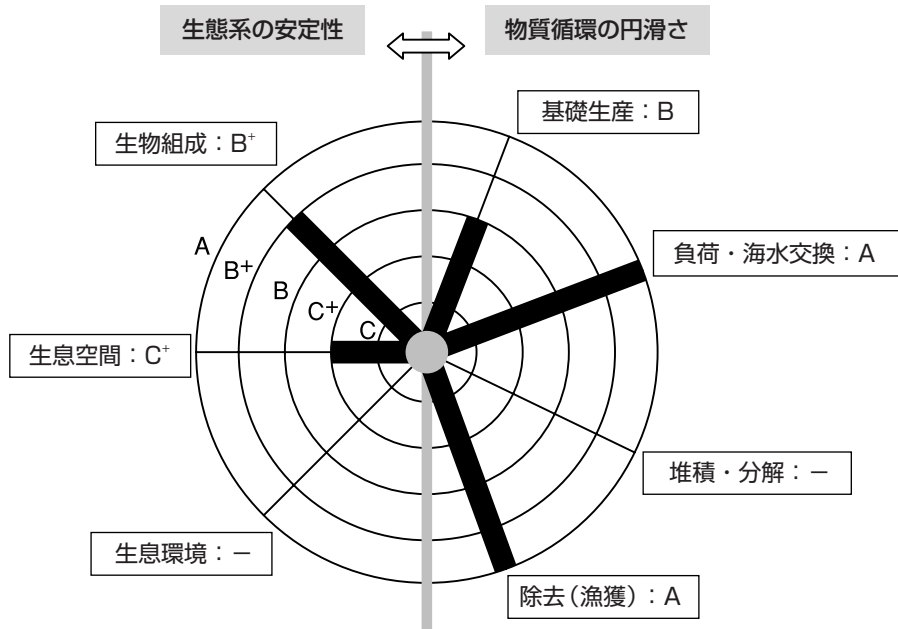 生態系の安定性
物質循環の円滑さ
基礎生産：B
生物組成：B⁺
A
B⁺
B
C⁺
C
負荷・海水交換：A
生息空間：C⁺
堆積・分解：－
生息環境：－
除去（漁獲）：A